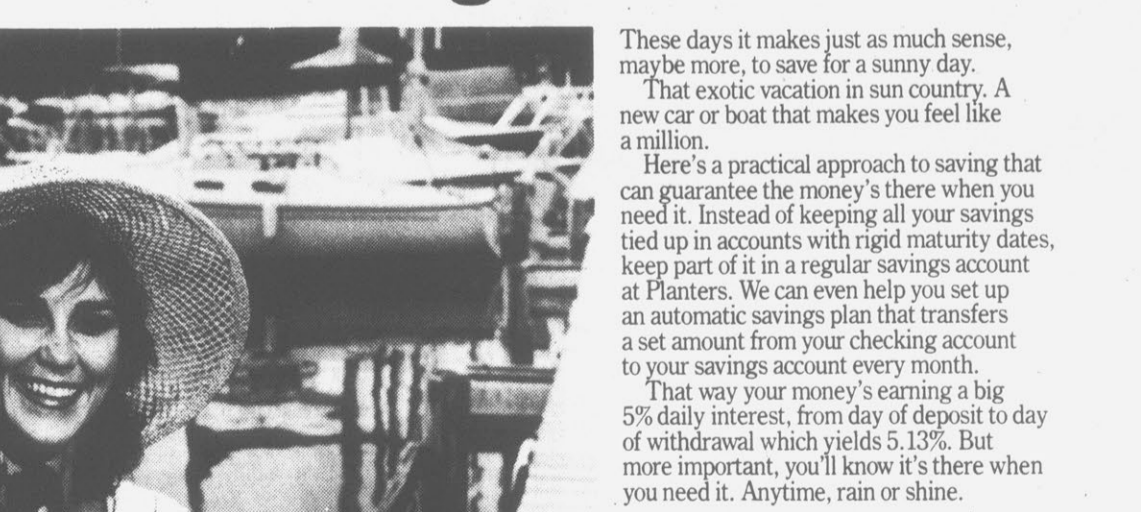 These days it makes just as much sense,
maybe more, to save for a sunny day.
That exotic vacation in sun country. A
new car or boat that makes you feel like
a million.
Here's a practical approach to saving that
can guarantee the money's there when you
need it. Instead of keeping all your savings
tied up in accounts with rigid maturity dates,
keep part of it in a regular savings account
at Planters. We can even help you set up
an automatic savings plan that transfers
a set amount from your checking account
to your savings account every month.
That way your money's earning a big
5% daily interest, from day of deposit to day
of withdrawal which yields 5.13%. But
more important, you'll know it's there when
you need it. Anytime, rain or shine.